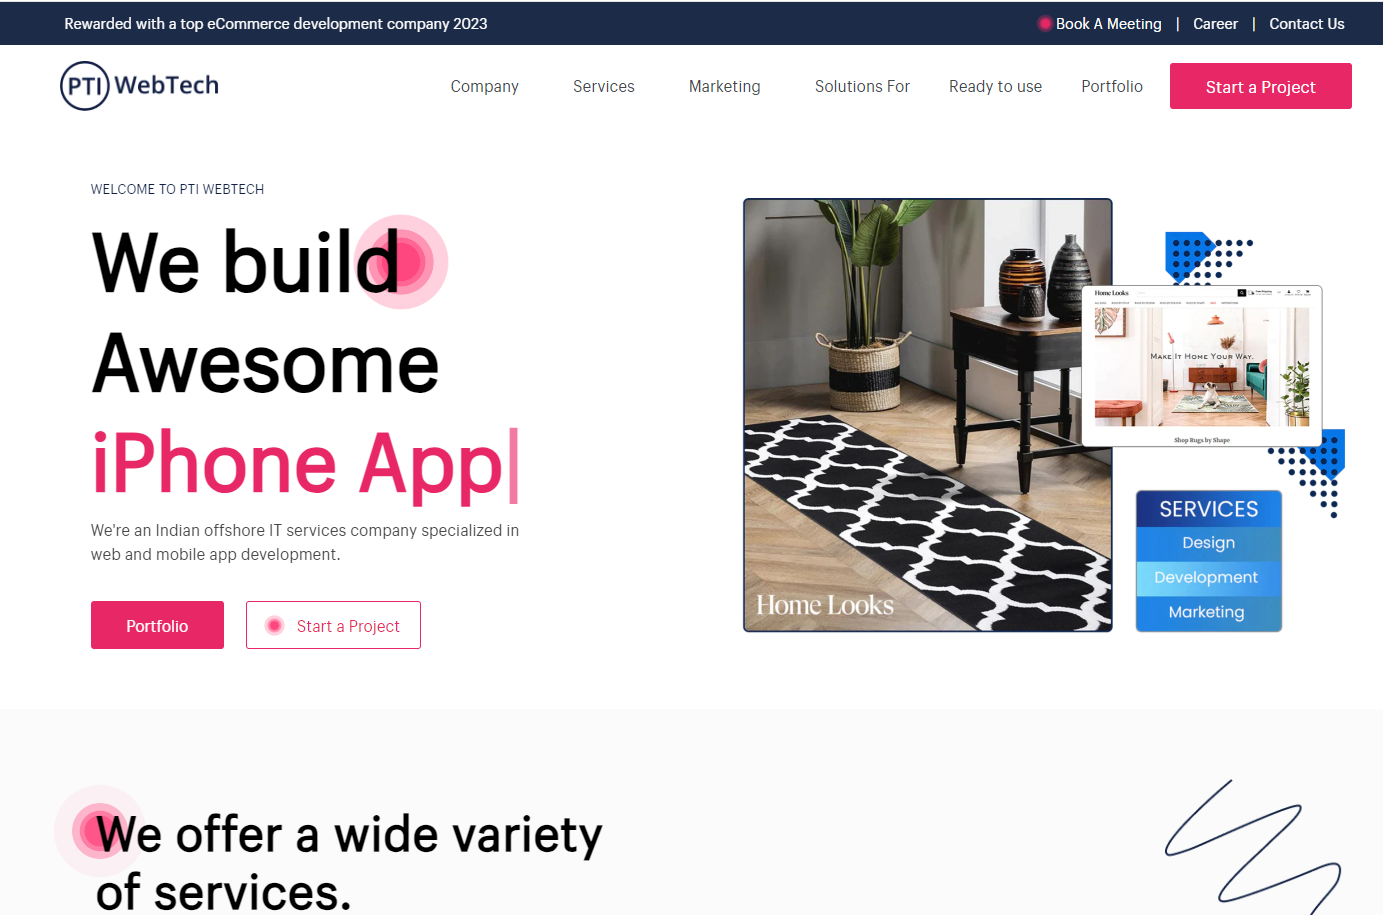 Rewarded with a top eCommerce development company 2023
Book A Meeting | Career | Contact Us
PTI WebTech
Company Services Marketing Solutions For Ready to use Portfolio Start a Project
WELCOME TO PTI WEBTECH
We build
Awesome
iPhone App|
We're an Indian offshore IT services company specialized in
web and mobile app development.
Portfolio Start a Project
Home Looks
Home Looks
MAKE IT HOME YOUR WAY.
Shop Rugs by Shape
SERVICES
Design
Development
Marketing
We offer a wide variety
of services.